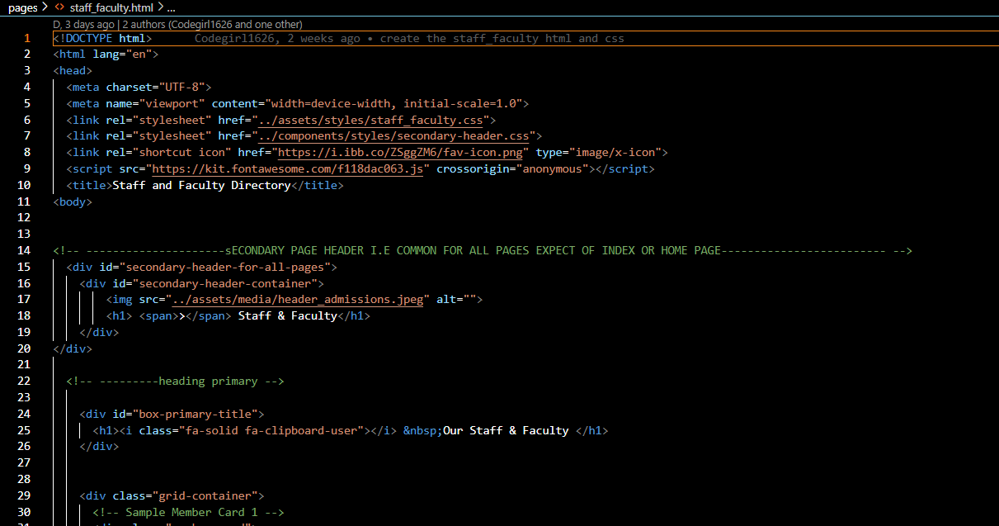 pages > <> staff_faculty.html > ...
D, 3 days ago | 2 authors (Codegirl1626 and one other)
1 <!DOCTYPE html> Codegirl1626, 2 weeks ago • create the staff_faculty html and css
2 <html lang="en">
3 <head>
4 <meta charset="UTF-8">
5 <meta name="viewport" content="width=device-width, initial-scale=1.0">
6 <link rel="stylesheet" href="../assets/styles/staff_faculty.css">
7 <link rel="stylesheet" href="../components/styles/secondary-header.css">
8 <link rel="shortcut icon" href="https://i.ibb.co/ZSggZM6/fav-icon.png" type="image/x-icon">
9 <script src="https://kit.fontawesome.com/f118dac063.js" crossorigin="anonymous"></script>
10 <title>Staff and Faculty Directory</title>
11 <body>
12
13
14 <!-- ---------------------sECONDARY PAGE HEADER I.E COMMON FOR ALL PAGES EXPECT OF INDEX OR HOME PAGE------------------------- -->
15 <div id="secondary-header-for-all-pages">
16 <div id="secondary-header-container">
17 <img src="../assets/media/header_admissions.jpeg" alt="">
18 <h1> <span>></span> Staff & Faculty</h1>
19 </div>
20 </div>
21
22 <!-- ---------heading primary -->
23
24 <div id="box-primary-title">
25 <h1><i class="fa-solid fa-clipboard-user"></i> &nbsp;Our Staff & Faculty </h1>
26 </div>
27
28
29 <div class="grid-container">
30 <!-- Sample Member Card 1 -->